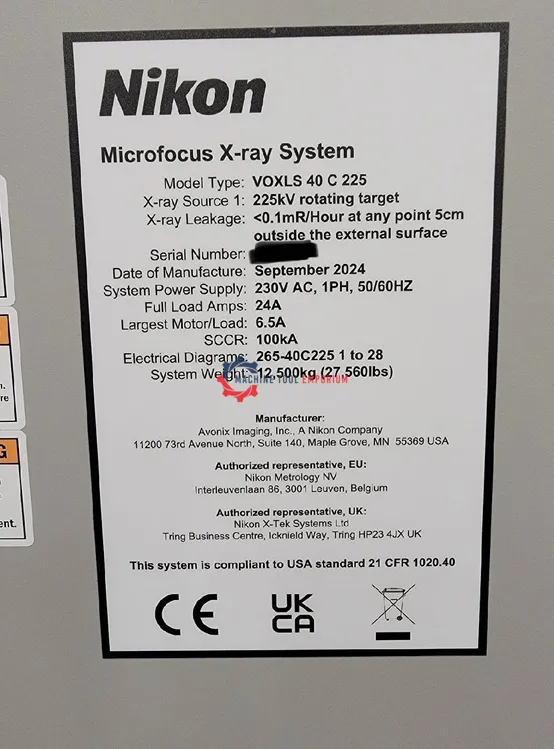 Nikon
Microfocus X-ray System
Model Type: VOXLS 40 C 225
X-ray Source 1: 225kV rotating target
X-ray Leakage: <0.1mR/Hour at any point 5cm
outside the external surface
Serial Number:
Date of Manufacture: September 2024
System Power Supply: 230V AC, 1PH, 50/60HZ
Full Load Amps: 24A
Largest Motor/Load: 6.5A
SCCR: 100kA
Electrical Diagrams: 265-40C225 1 to 28
System Weight: 12,500kg (27,560lbs)
MACHINE TOOL EMPORIUM
Manufacturer:
Avonix Imaging, Inc., A Nikon Company
11200 73rd Avenue North, Suite 140, Maple Grove, MN 55369 USA
Authorized representative, EU:
Nikon Metrology NV
Interleuvenlaan 86, 3001 Leuven, Belgium
Authorized representative, UK:
Nikon X-Tek Systems Ltd
Tring Business Centre, Icknield Way, Tring HP23 4JX UK
This system is compliant to USA standard 21 CFR 1020.40
CE
UK
CA